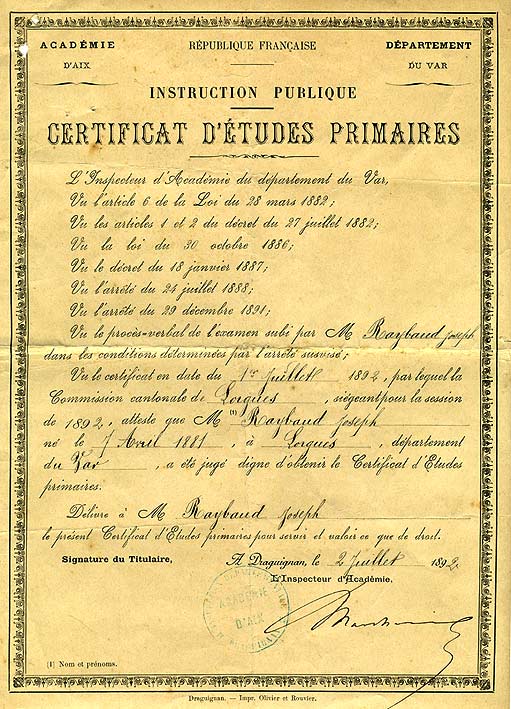 ACADÉMIE D'AIX
RÉPUBLIQUE FRANÇAISE
DÉPARTEMENT DU VAR
INSTRUCTION PUBLIQUE
CERTIFICAT D'ÉTUDES PRIMAIRES
L'Inspecteur d'Académie du département du Var,
Vu l'article 6 de la Loi du 28 mars 1882;
Vu les articles 1 et 2 du décret du 27 juillet 1882;
Vu la loi du 30 octobre 1886;
Vu le décret du 18 janvier 1887;
Vu l'arrêté du 24 juillet 1888;
Vu l'arrêté du 29 décembre 1891;
Vu le procès-verbal de l'examen subi par M Raybaud Joseph
dans les conditions déterminées par l'arrêté susvisé;
Vu le certificat en date du 1er Juillet 1892, par lequel la
Commission cantonale de Lorgues, siégeant pour la session
de 1892, atteste que M (1) Raybaud Joseph
né le 7 Avril 1881, à Lorgues, département
du Var, a été jugé digne d'obtenir le Certificat d'Etudes
primaires.
Délivré à M Raybaud Joseph
le présent Certificat d'Etudes primaires pour servir et valoir ce que de droit.
Signature du Titulaire,
A Draguignan, le 2 Juillet 1892.
L'Inspecteur d'Académie,
ACADÉMIE
D'AIX
(1) Nom et prénoms.
Draguignan. — Impr. Olivier et Rouvier.